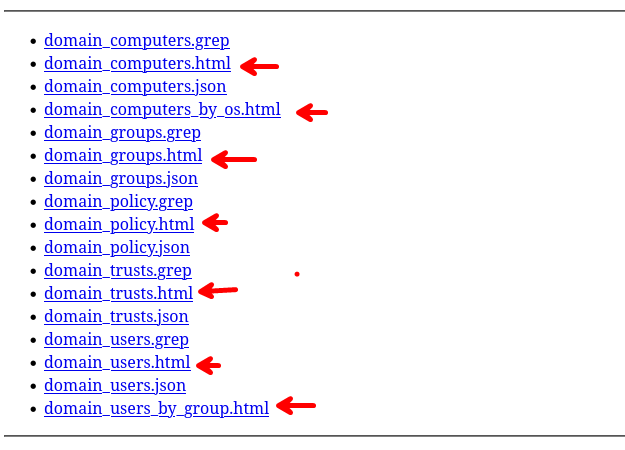 domain_computers.grep
domain_computers.html
domain_computers.json
domain_computers_by_os.html
domain_groups.grep
domain_groups.html
domain_groups.json
domain_policy.grep
domain_policy.html
domain_policy.json
domain_trusts.grep
domain_trusts.html
domain_trusts.json
domain_users.grep
domain_users.html
domain_users.json
domain_users_by_group.html